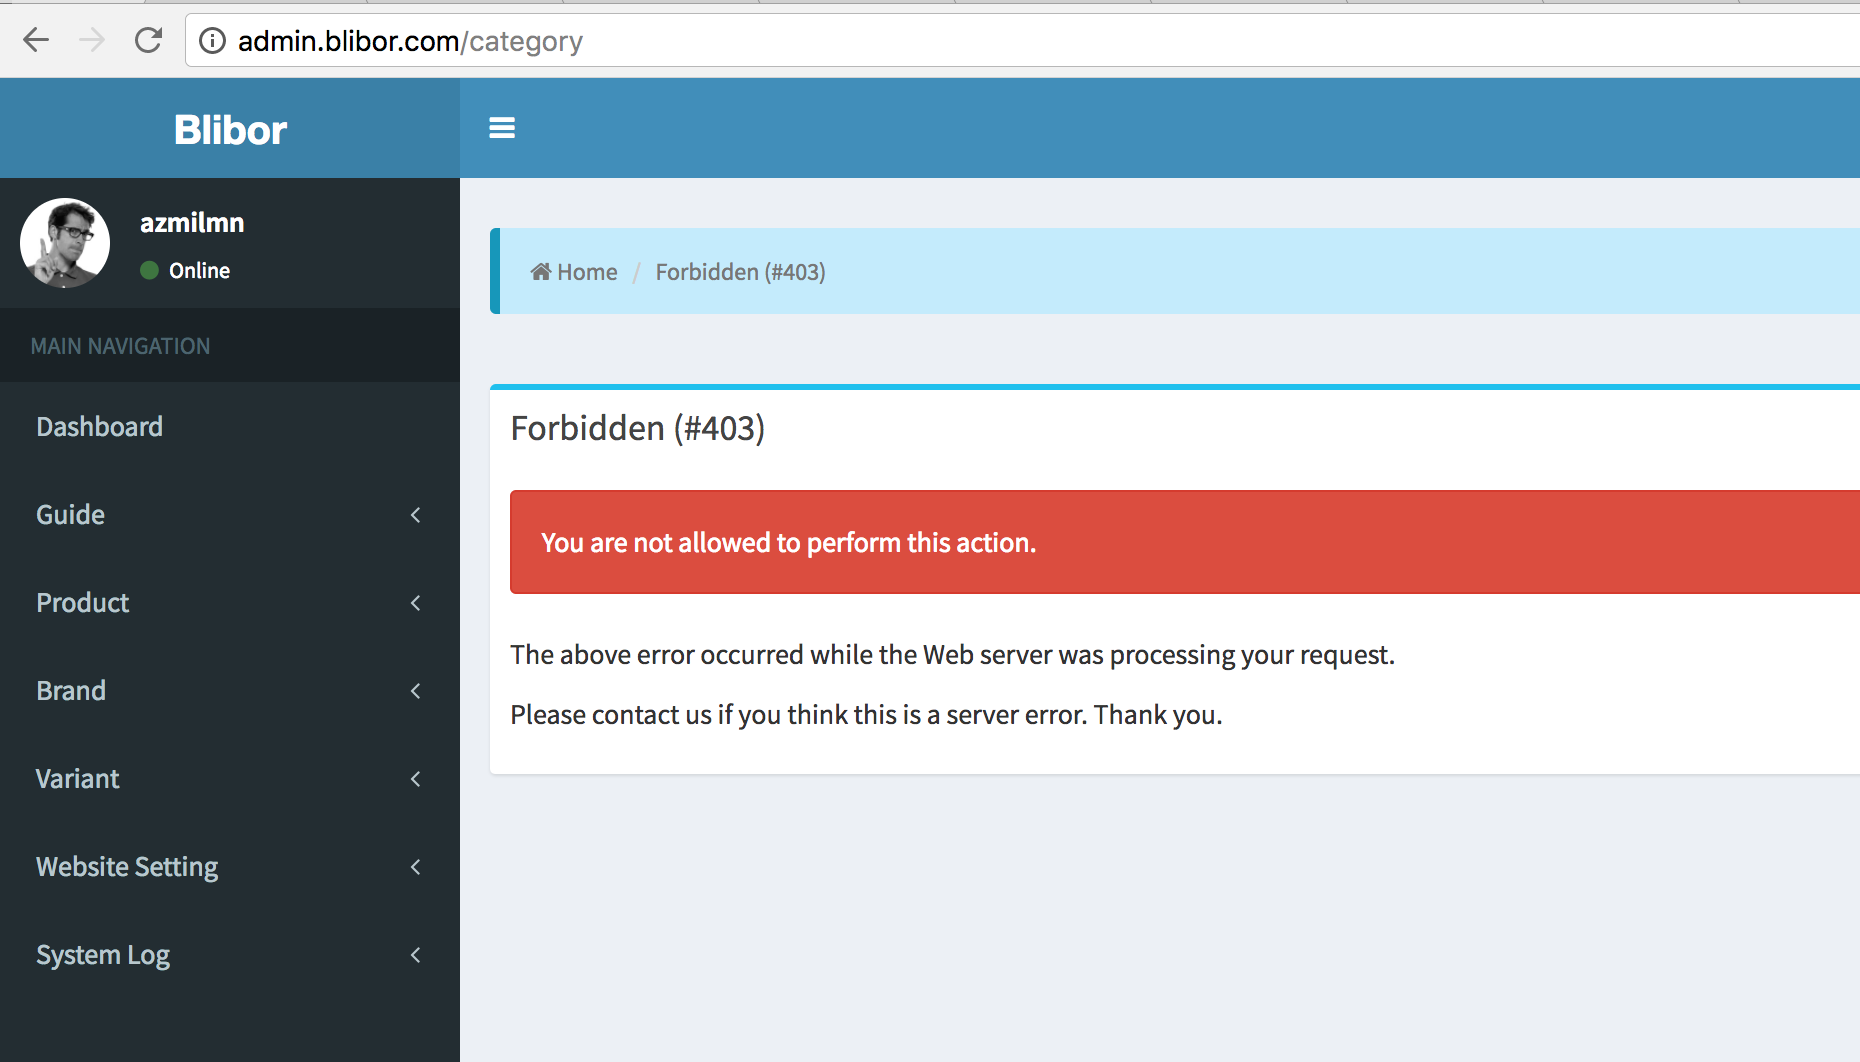 admin.blibor.com/category
Blibor
azmilmn
Online
MAIN NAVIGATION
Dashboard
Guide
Product
Brand
Variant
Website Setting
System Log
Home / Forbidden (#403)
Forbidden (#403)
You are not allowed to perform this action.
The above error occurred while the Web server was processing your request.
Please contact us if you think this is a server error. Thank you.